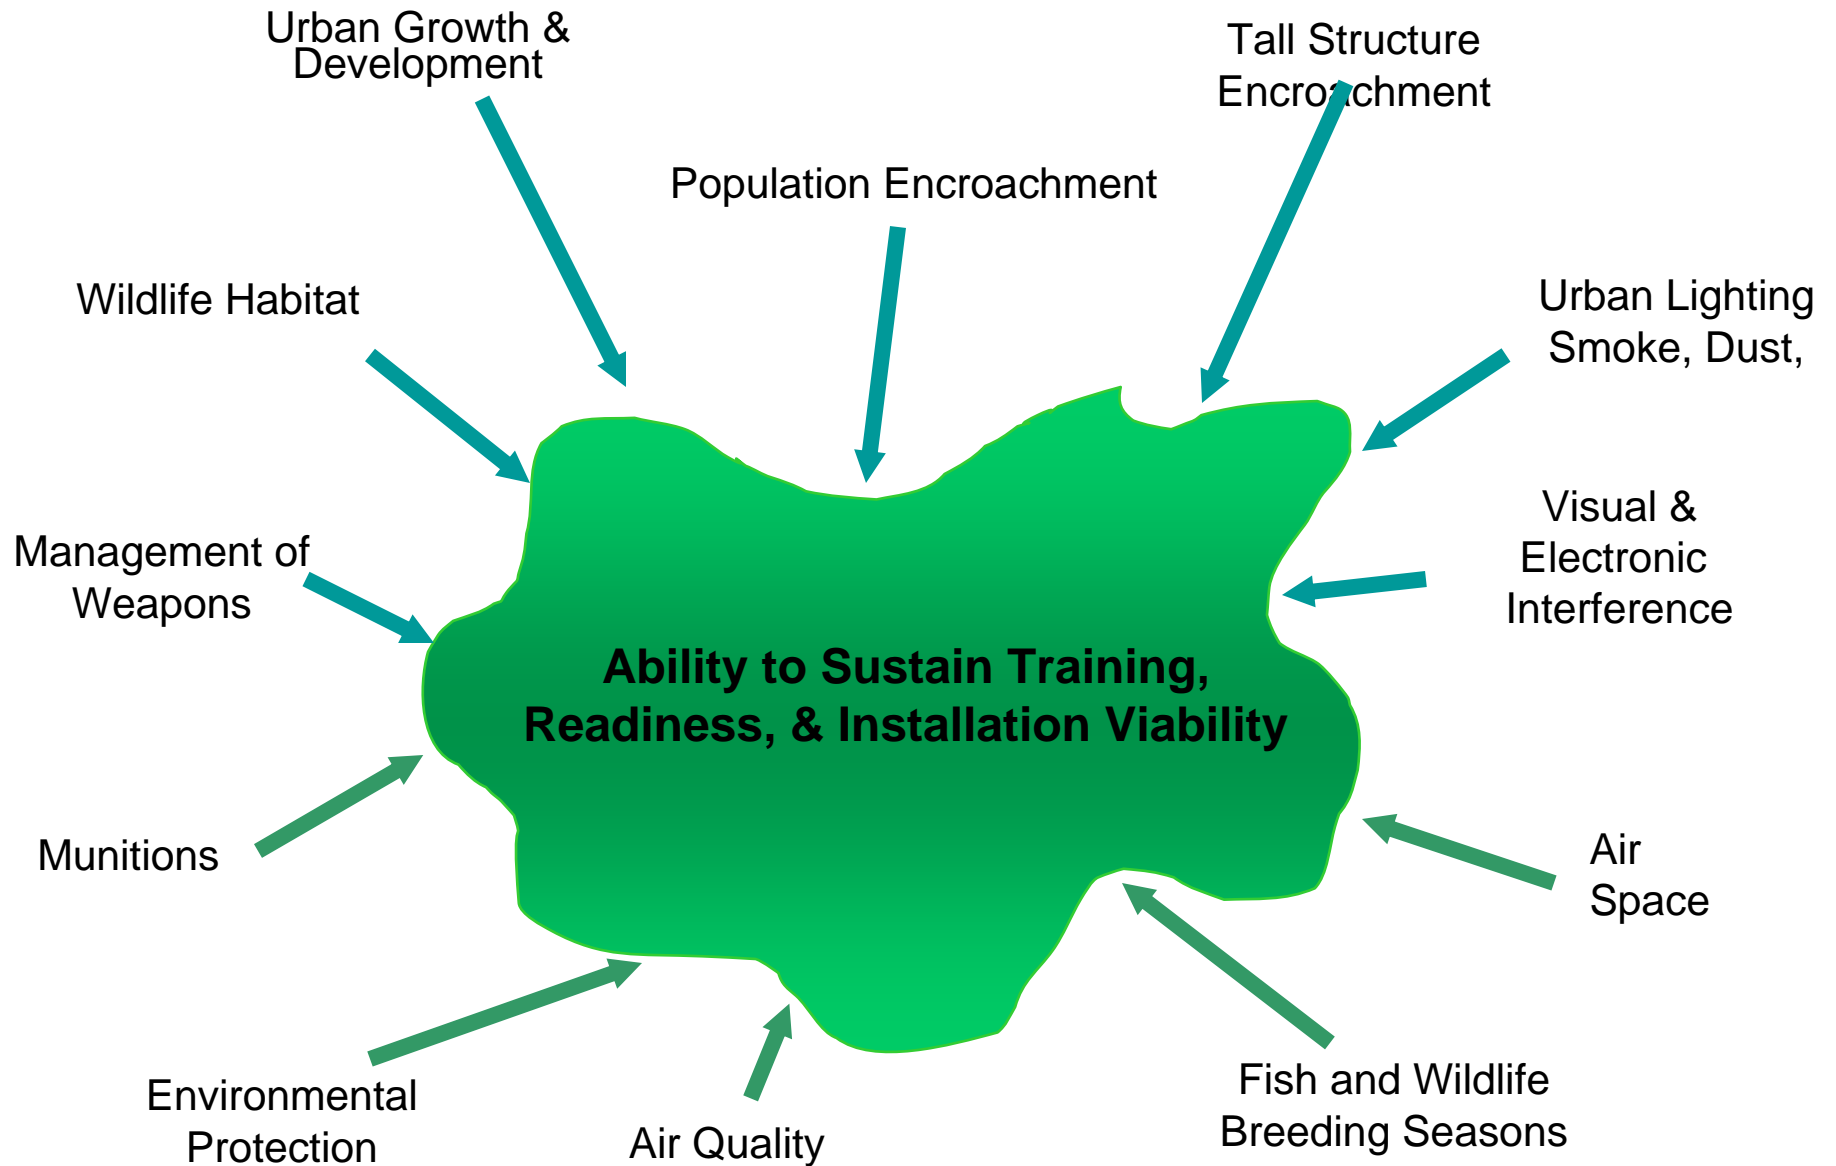 Urban Growth &
Development
Tall Structure
Encroachment
Population Encroachment
Wildlife Habitat
Urban Lighting
Smoke, Dust,
Visual &
Electronic
Interference
Management of
Weapons
Ability to Sustain Training,
Readiness, & Installation Viability
Munitions
Air
Space
Environmental
Protection
Air Quality
Fish and Wildlife
Breeding Seasons